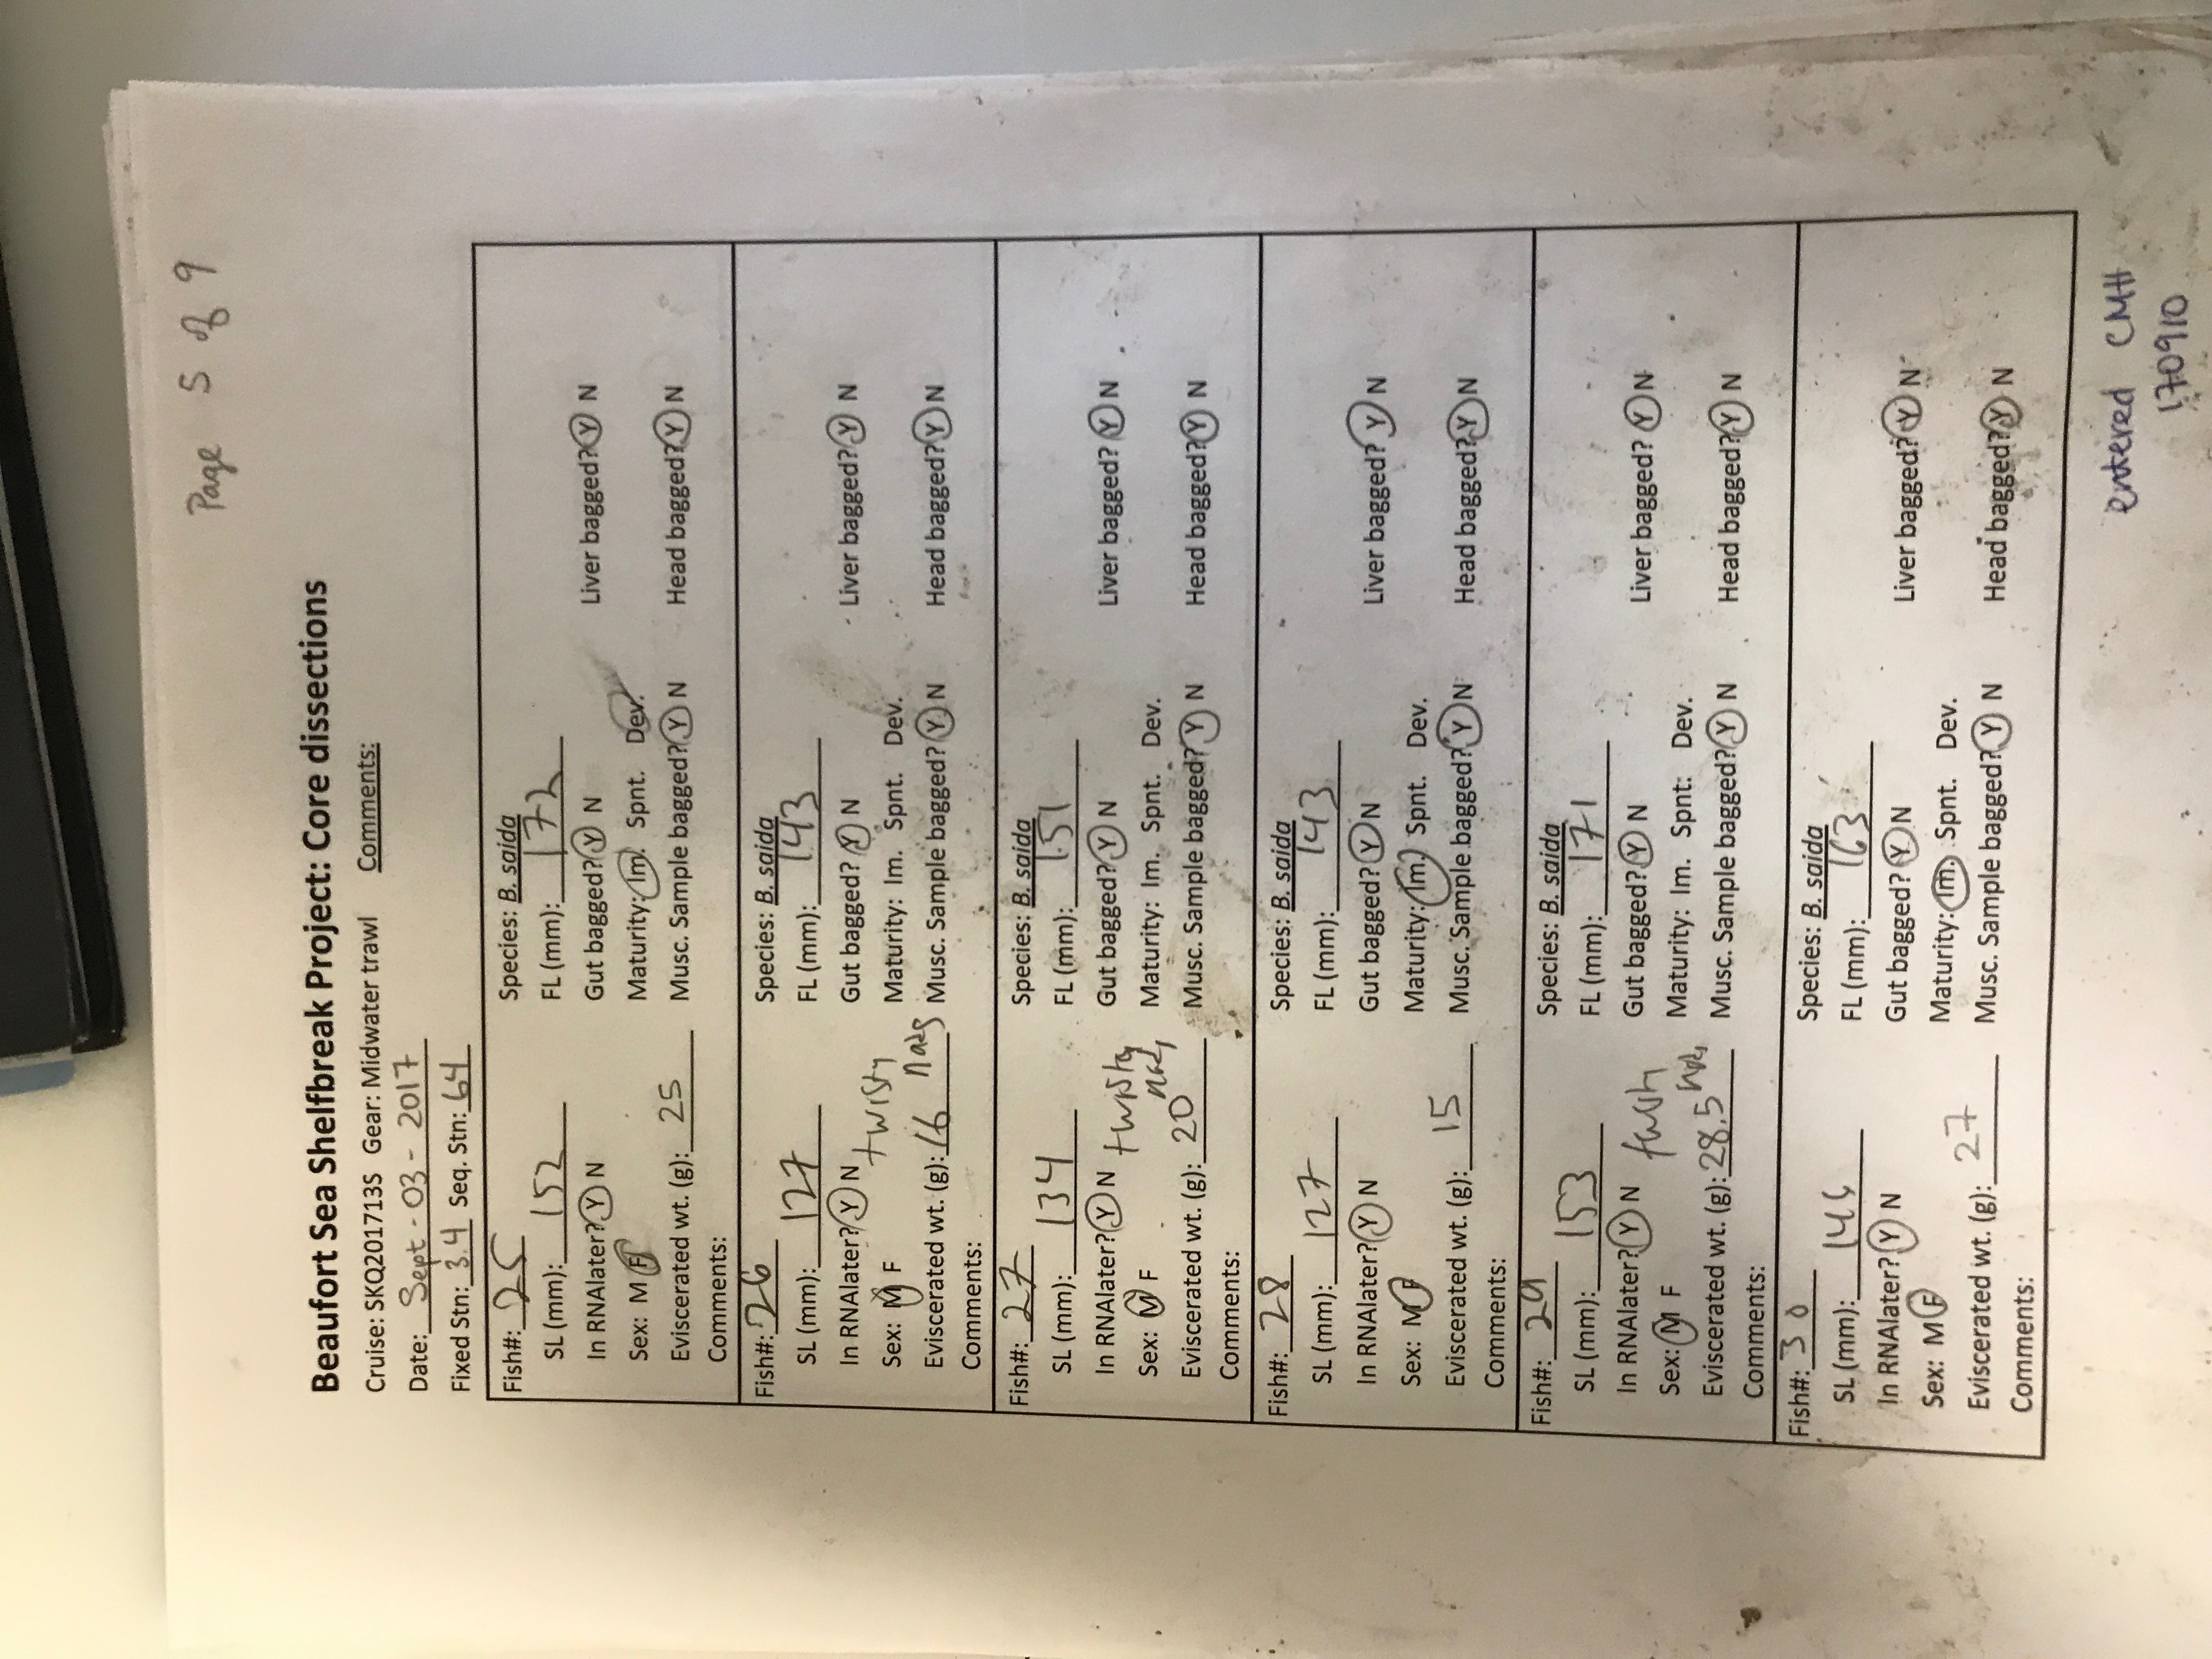 Page 5 of 9
Beaufort Sea Shelfbreak Project: Core dissections
Cruise: SKQ201713S Gear: Midwater trawl Comments:
Date: Sept-03-2017
Fixed Stn: 3.4 Seq. Stn: 64
Fish#: 25 Species: B. saida
SL (mm): 152 FL (mm): 172
In RNAlater? Y N Gut bagged? Y N Liver bagged? Y N
Sex: M F Maturity: Im. Spnt. Dev.
Eviscerated wt. (g): 25 Musc. Sample bagged? Y N Head bagged? Y N
Comments:
Fish#: 26 Species: B. saida
SL (mm): 127 FL (mm): 143
In RNAlater? Y N twisty Gut bagged? Y N Liver bagged? Y N
Sex: M F nads Maturity: Im. Spnt. Dev.
Eviscerated wt. (g): 16 Musc. Sample bagged? Y N Head bagged? Y N
Comments:
Fish#: 27 Species: B. saida
SL (mm): 134 FL (mm): 151
In RNAlater? Y N twisty Gut bagged? Y N Liver bagged? Y N
Sex: M F nads Maturity: Im. Spnt. Dev.
Eviscerated wt. (g): 20 Musc. Sample bagged? Y N Head bagged? Y N
Comments:
Fish#: 28 Species: B. saida
SL (mm): 127 FL (mm): 143
In RNAlater? Y N Gut bagged? Y N Liver bagged? Y N
Sex: M F Maturity: Im. Spnt. Dev.
Eviscerated wt. (g): 15 Musc. Sample bagged? Y N Head bagged? Y N
Comments:
Fish#: 29 Species: B. saida
SL (mm): 153 FL (mm): 171
In RNAlater? Y N twisty Gut bagged? Y N Liver bagged? Y N
Sex: M F nads Maturity: Im. Spnt. Dev.
Eviscerated wt. (g): 28.5 Musc. Sample bagged? Y N Head bagged? Y N
Comments:
Fish#: 30 Species: B. saida
SL (mm): FL (mm): 163
In RNAlater? Y N Gut bagged? Y N Liver bagged? Y N
Sex: M F Maturity: Im. Spnt. Dev.
Eviscerated wt. (g): 27 Musc. Sample bagged? Y N Head bagged? Y N
Comments:
entered CMH
170910